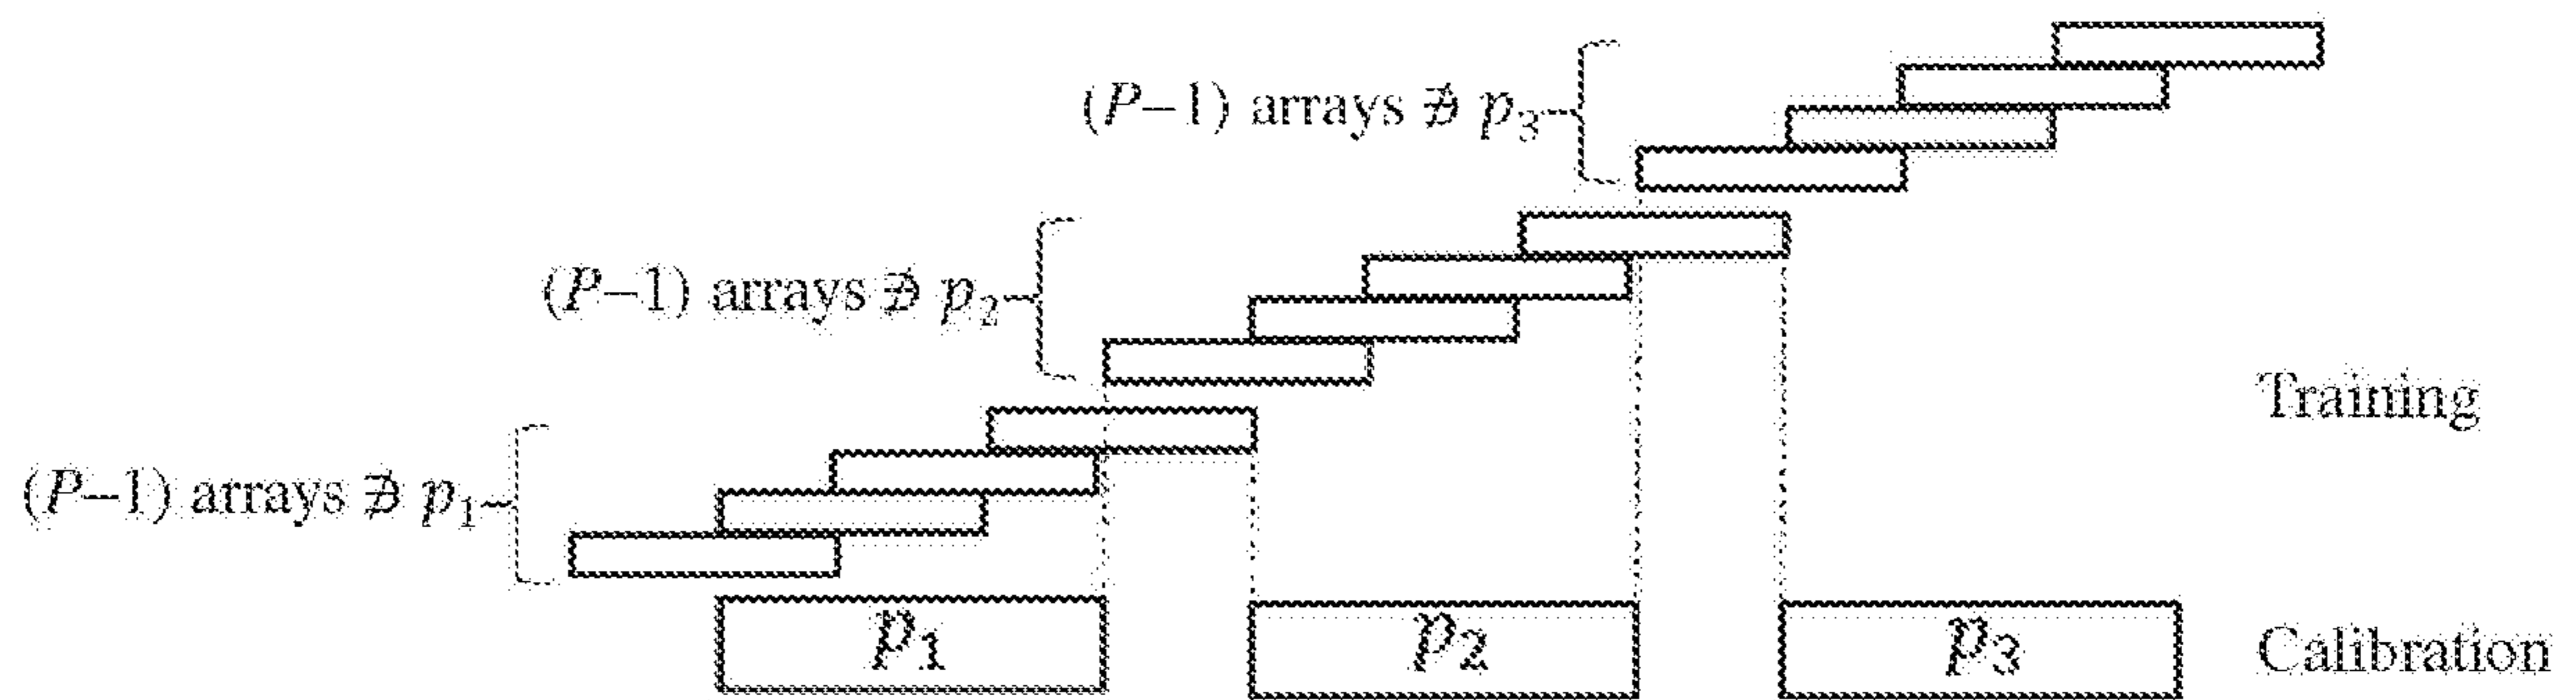 (P–1) arrays ∌ p₃
(P–1) arrays ∌ p₂
Training
(P–1) arrays ∌ p₁
p₁ p₂ p₃ Calibration